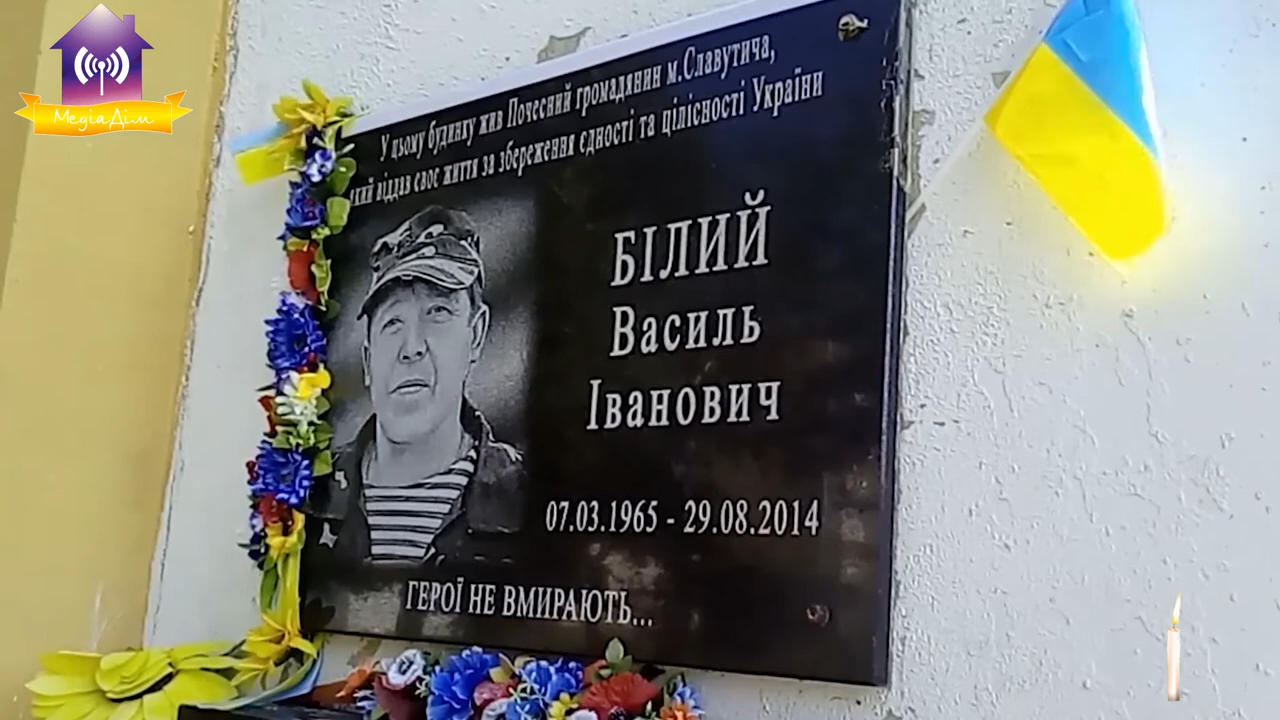 МедіаДім
У цьому будинку жив Почесний громадянин м.Славутича,
який віддав своє життя за збереження єдності та цілісності України
БІЛИЙ
Василь
Іванович
07.03.1965 - 29.08.2014
ГЕРОЇ НЕ ВМИРАЮТЬ...